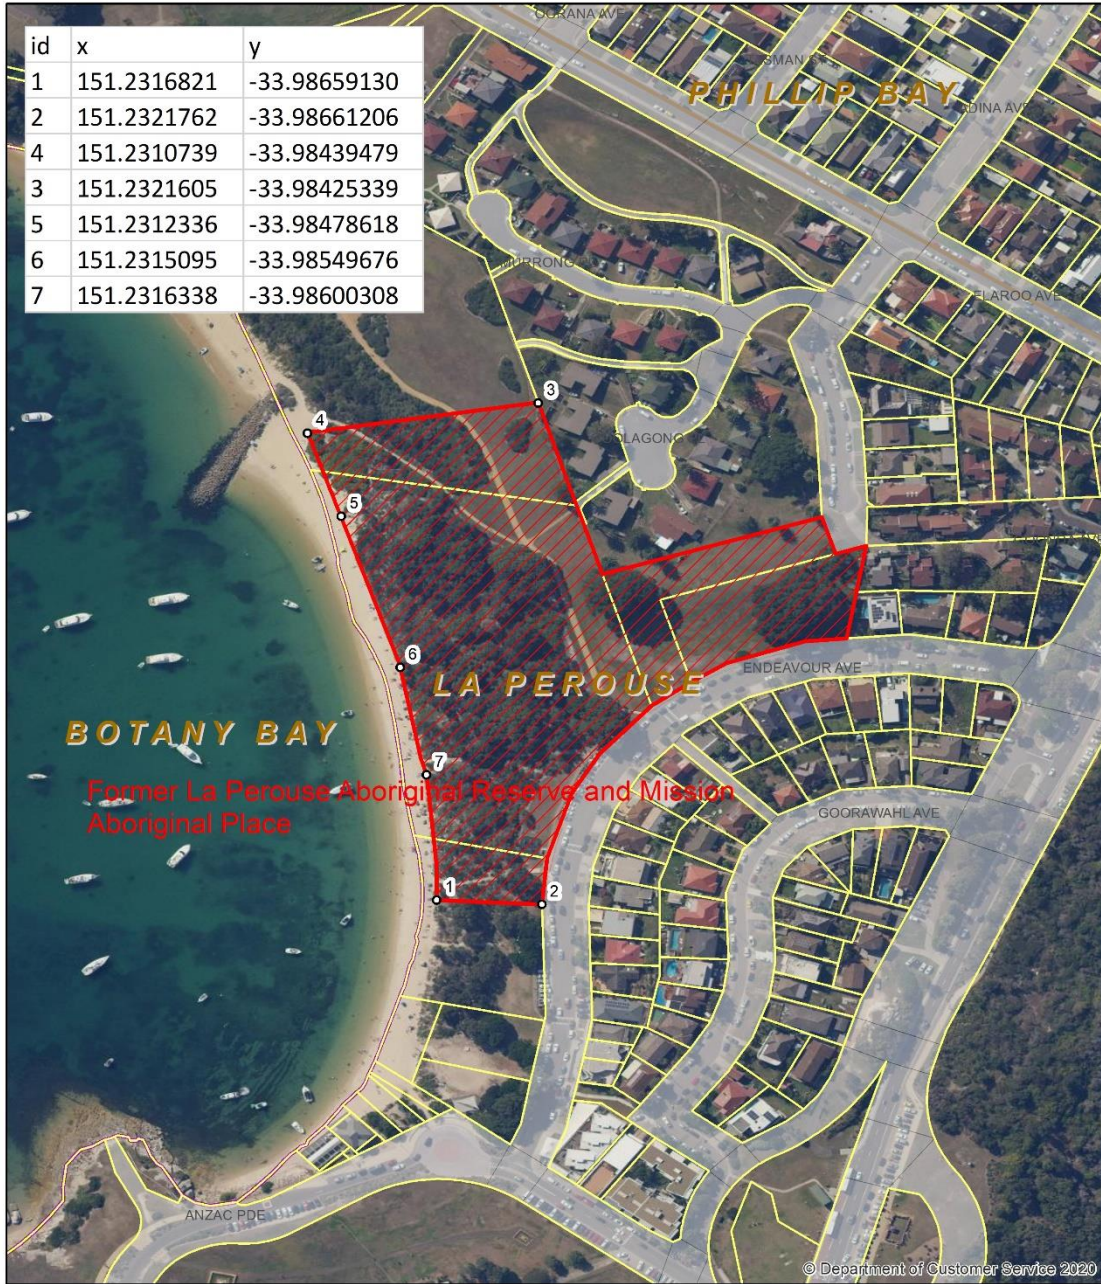 id x y
1 151.2316821 -33.98659130
2 151.2321762 -33.98661206
4 151.2310739 -33.98439479
3 151.2321605 -33.98425339
5 151.2312336 -33.98478618
6 151.2315095 -33.98549676
7 151.2316338 -33.98600308
PHILLIP BAY
ADINA AVE
ELAROO AVE
3
4
5
6
LA PEROUSE
ENDEAVOUR AVE
BOTANY BAY
7
Former La Perouse Aboriginal Reserve and Mission
Aboriginal Place
GOORAWAHL AVE
1
2
ANZAC PDE
© Department of Customer Service 2020